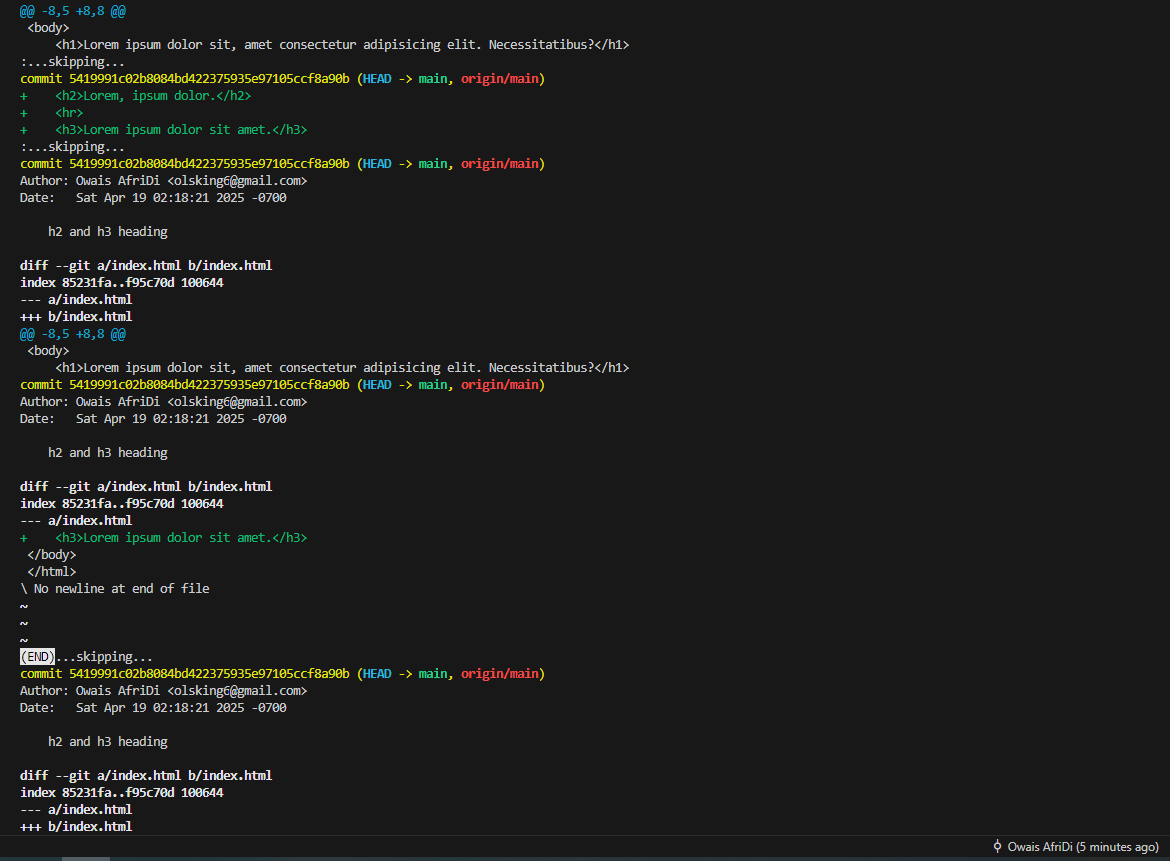 @@ -8,5 +8,8 @@
 <body>
     <h1>Lorem ipsum dolor sit, amet consectetur adipisicing elit. Necessitatibus?</h1>
:...skipping...
commit 5419991c02b8084bd422375935e97105ccf8a90b (HEAD -> main, origin/main)
+    <h2>Lorem, ipsum dolor.</h2>
+    <hr>
+    <h3>Lorem ipsum dolor sit amet.</h3>
:...skipping...
commit 5419991c02b8084bd422375935e97105ccf8a90b (HEAD -> main, origin/main)
Author: Owais AfriDi <olsking6@gmail.com>
Date:   Sat Apr 19 02:18:21 2025 -0700

    h2 and h3 heading

diff --git a/index.html b/index.html
index 85231fa..f95c70d 100644
--- a/index.html
+++ b/index.html
@@ -8,5 +8,8 @@
 <body>
     <h1>Lorem ipsum dolor sit, amet consectetur adipisicing elit. Necessitatibus?</h1>
commit 5419991c02b8084bd422375935e97105ccf8a90b (HEAD -> main, origin/main)
Author: Owais AfriDi <olsking6@gmail.com>
Date:   Sat Apr 19 02:18:21 2025 -0700

    h2 and h3 heading

diff --git a/index.html b/index.html
index 85231fa..f95c70d 100644
--- a/index.html
+    <h3>Lorem ipsum dolor sit amet.</h3>
 </body>
 </html>
\ No newline at end of file
~
~
~
(END)...skipping...
commit 5419991c02b8084bd422375935e97105ccf8a90b (HEAD -> main, origin/main)
Author: Owais AfriDi <olsking6@gmail.com>
Date:   Sat Apr 19 02:18:21 2025 -0700

    h2 and h3 heading

diff --git a/index.html b/index.html
index 85231fa..f95c70d 100644
--- a/index.html
+++ b/index.html
Owais AfriDi (5 minutes ago)